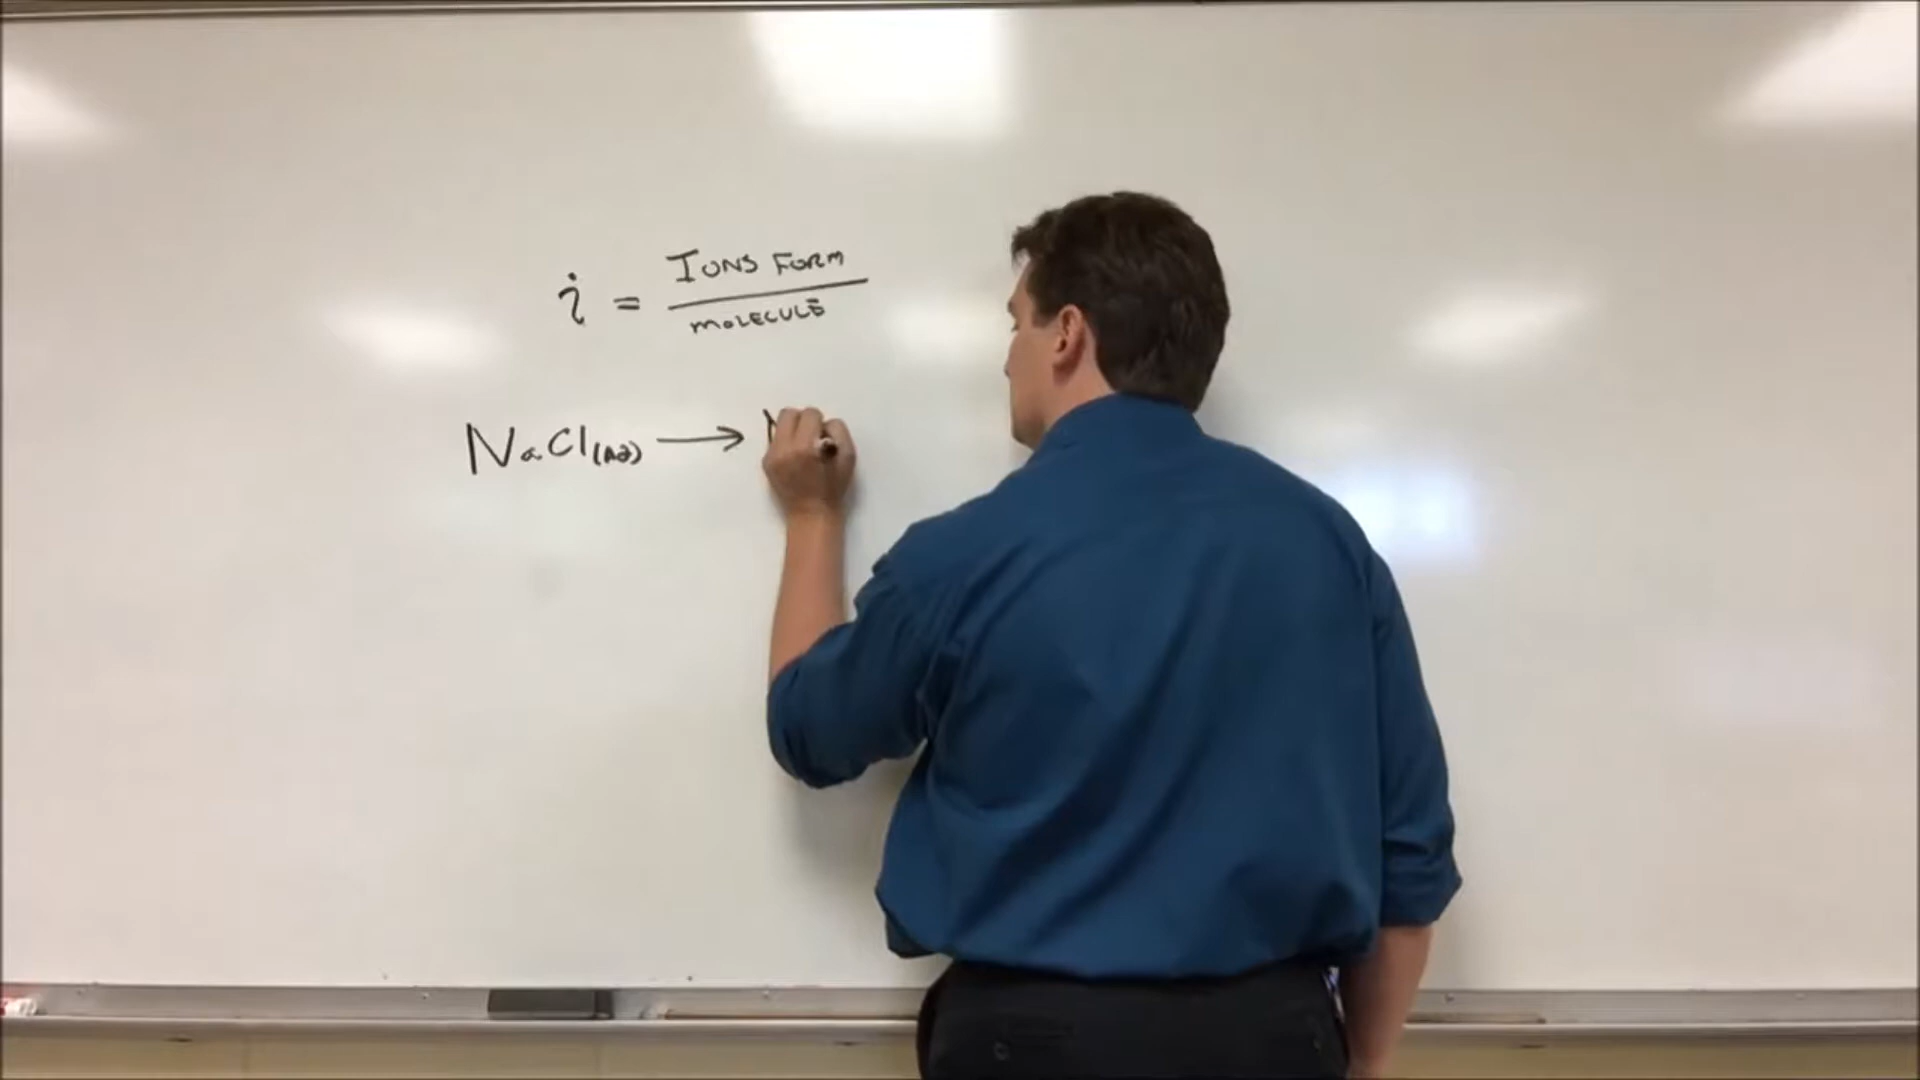 i = IONS FORM
MOLECULE
NaCl(AQ) → N